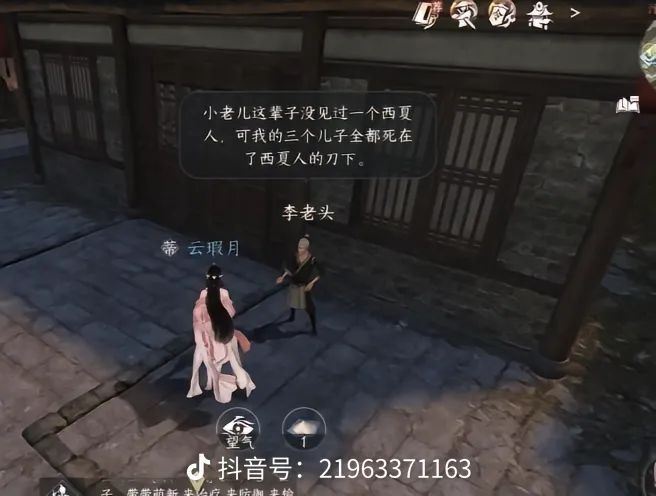 荐
小老儿这辈子没见过一个西夏
人，可我的三个儿子全都死在
了西夏人的刀下。
李老头
蒂 云瑕月
望气
1
抖音号：21963371163